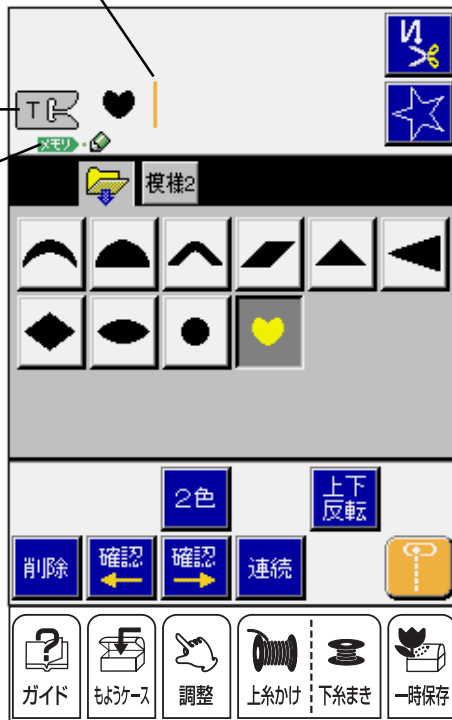 T
メモリ
模様2
2色
上下
反転
削除
確認
確認
連続
ガイド
もようケース
調整
上糸かけ
下糸まき
一時保存